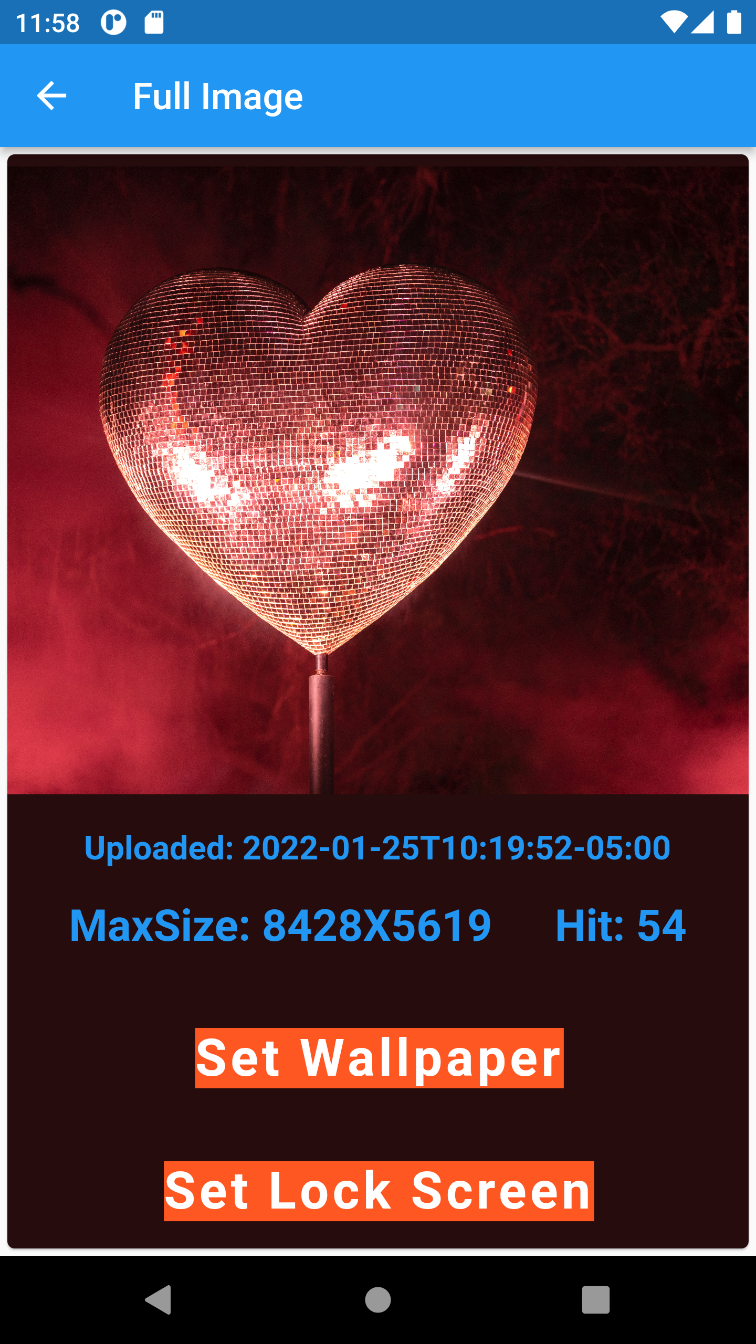 11:58
Full Image
Uploaded: 2022-01-25T10:19:52-05:00
MaxSize: 8428X5619 Hit: 54
Set Wallpaper
Set Lock Screen